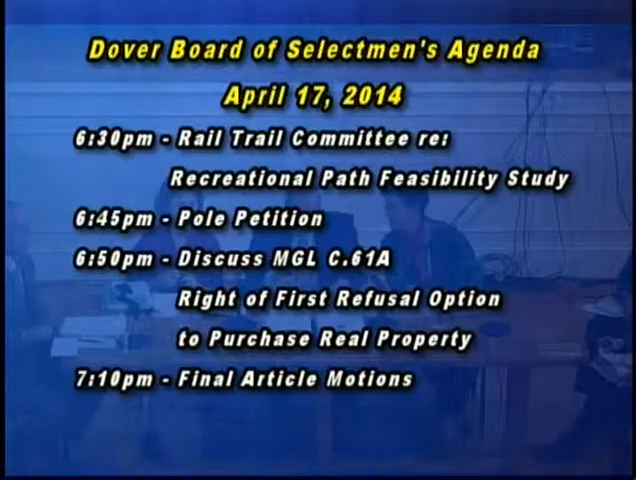 Dover Board of Selectmen's Agenda
April 17, 2014
6:30pm - Rail Trail Committee re:
Recreational Path Feasibility Study
6:45pm - Pole Petition
6:50pm - Discuss MGL C.61A
Right of First Refusal Option
to Purchase Real Property
7:10pm - Final Article Motions